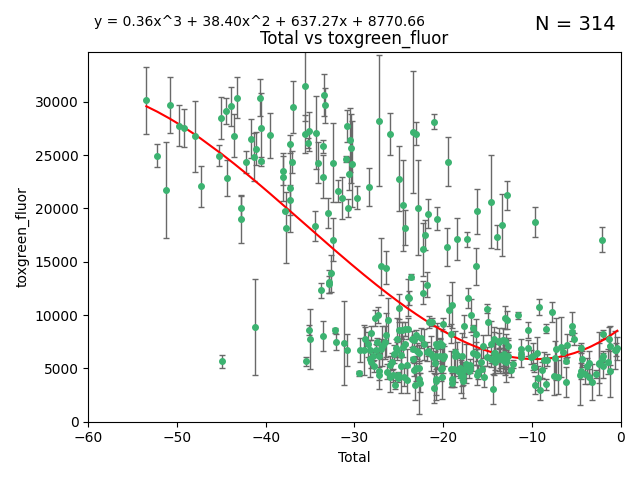 y = 0.36x^3 + 38.40x^2 + 637.27x + 8770.66
N = 314
Total vs toxgreen_fluor
toxgreen_fluor
30000
25000
20000
15000
10000
5000
0
−60
−50
−40
−30
−20
−10
0
Total